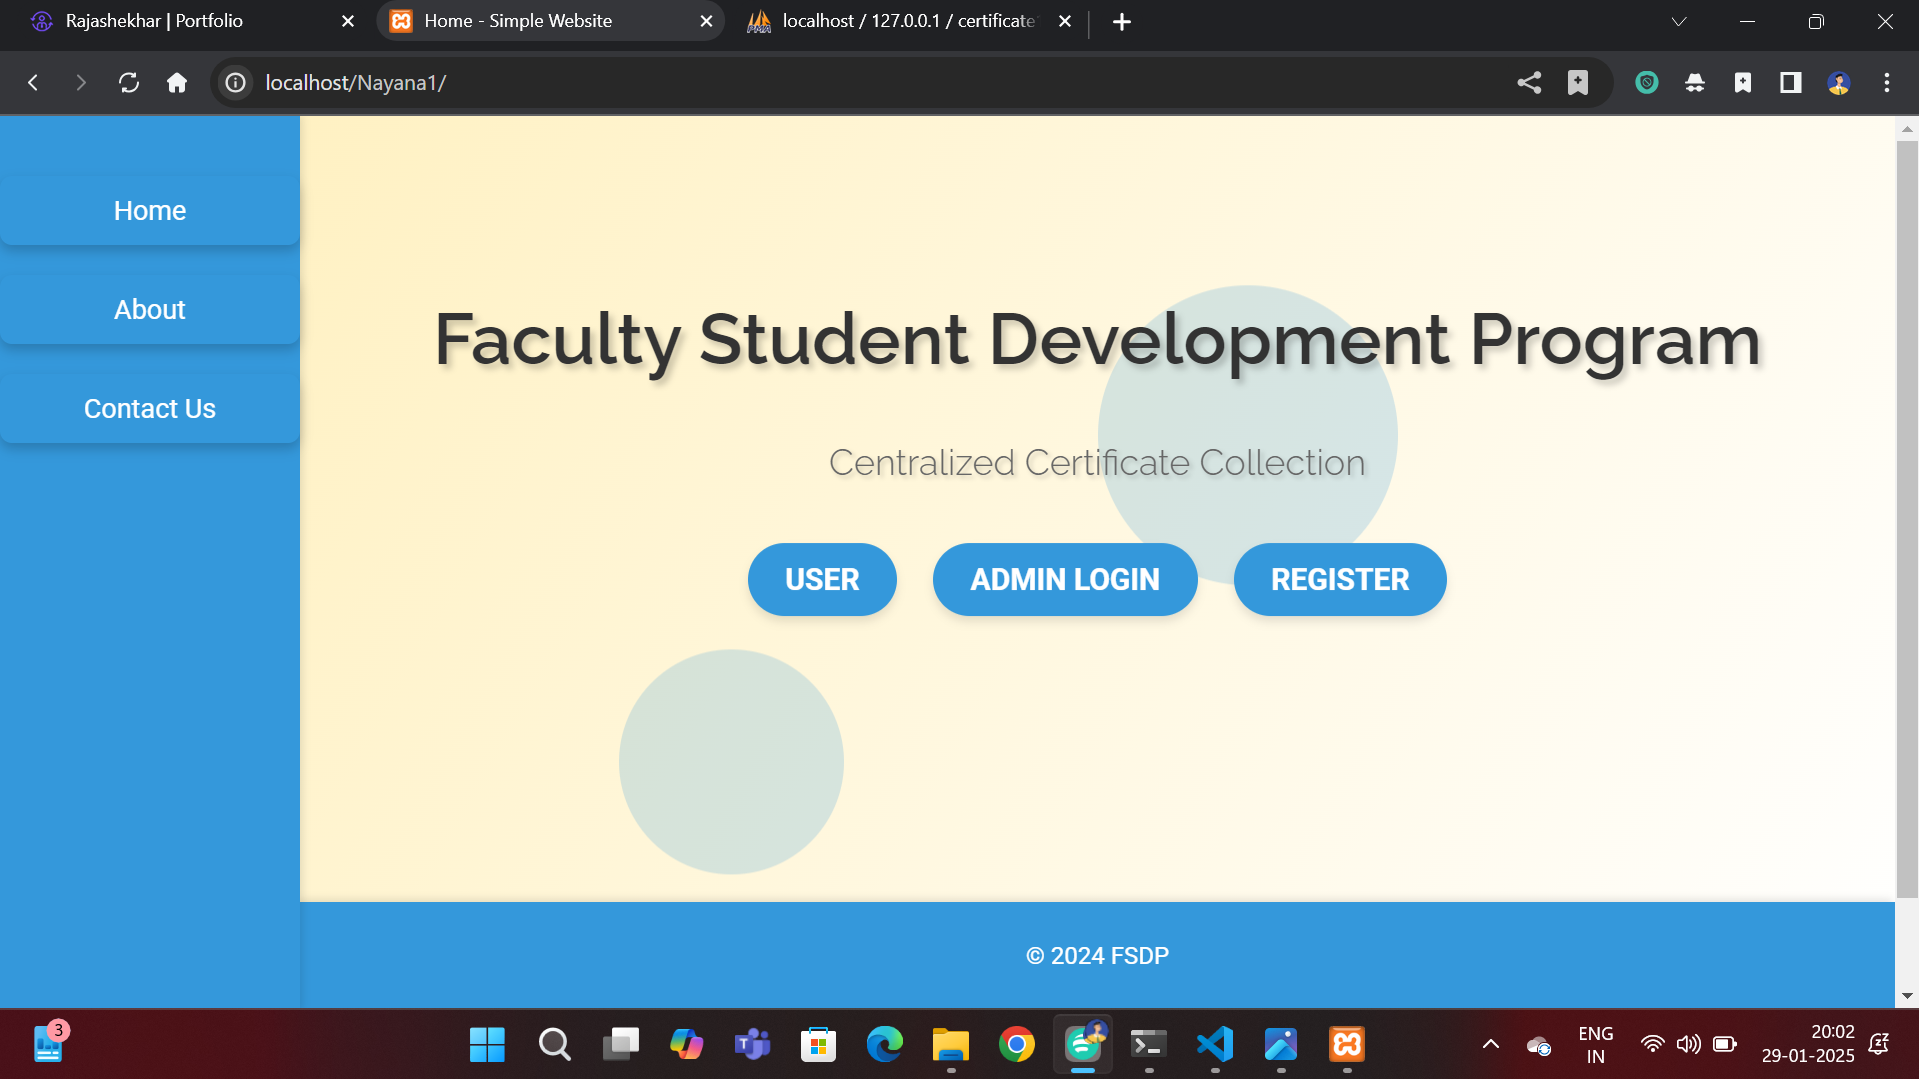 Rajashekhar | Portfolio
Home - Simple Website
localhost / 127.0.0.1 / certificate
localhost/Nayana1/
Home
About
Contact Us
Faculty Student Development Program
Centralized Certificate Collection
USER
ADMIN LOGIN
REGISTER
© 2024 FSDP
3
ENG
IN
20:02
29-01-2025